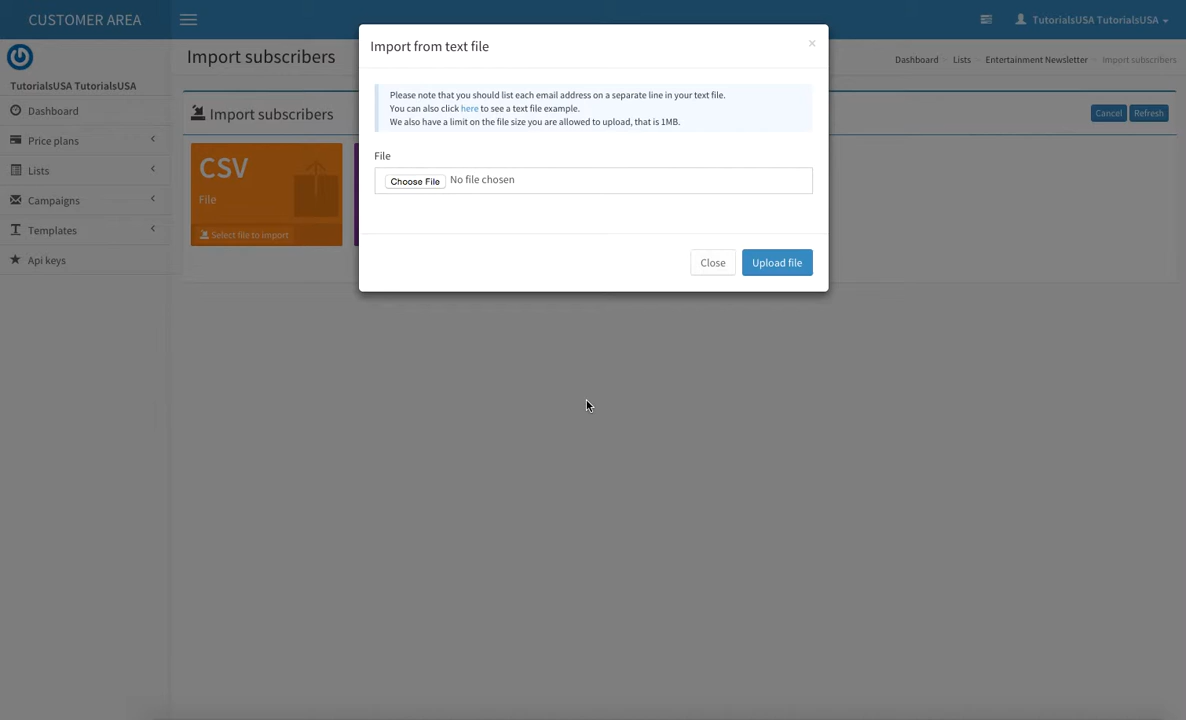 CUSTOMER AREA
TutorialsUSA TutorialsUSA
TutorialsUSA TutorialsUSA
Dashboard
Price plans
Lists
Campaigns
Templates
Api keys
Import subscribers
Dashboard
Lists
Entertainment Newsletter
Import subscribers
Import subscribers
Cancel
Refresh
CSV
File
Select file to import
Import from text file
×
Please note that you should list each email address on a separate line in your text file.
You can also click here to see a text file example.
We also have a limit on the file size you are allowed to upload, that is 1MB.
File
Choose File No file chosen
Close
Upload file